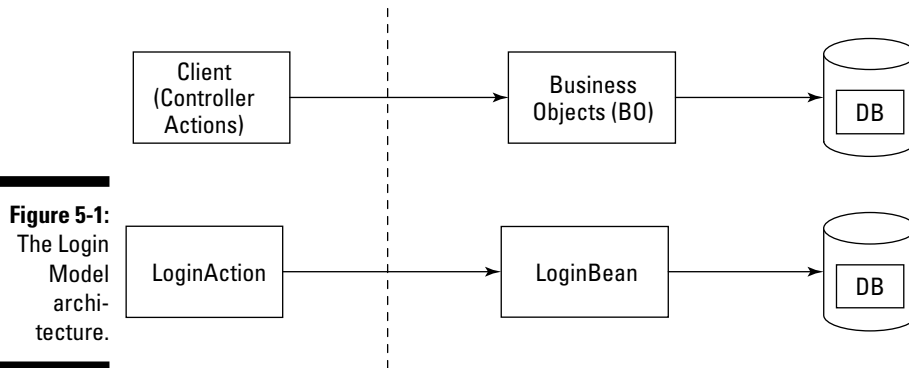 Client
(Controller
Actions)
Business
Objects (BO)
DB
Figure 5-1:
The Login
Model
archi-
tecture.
LoginAction
LoginBean
DB